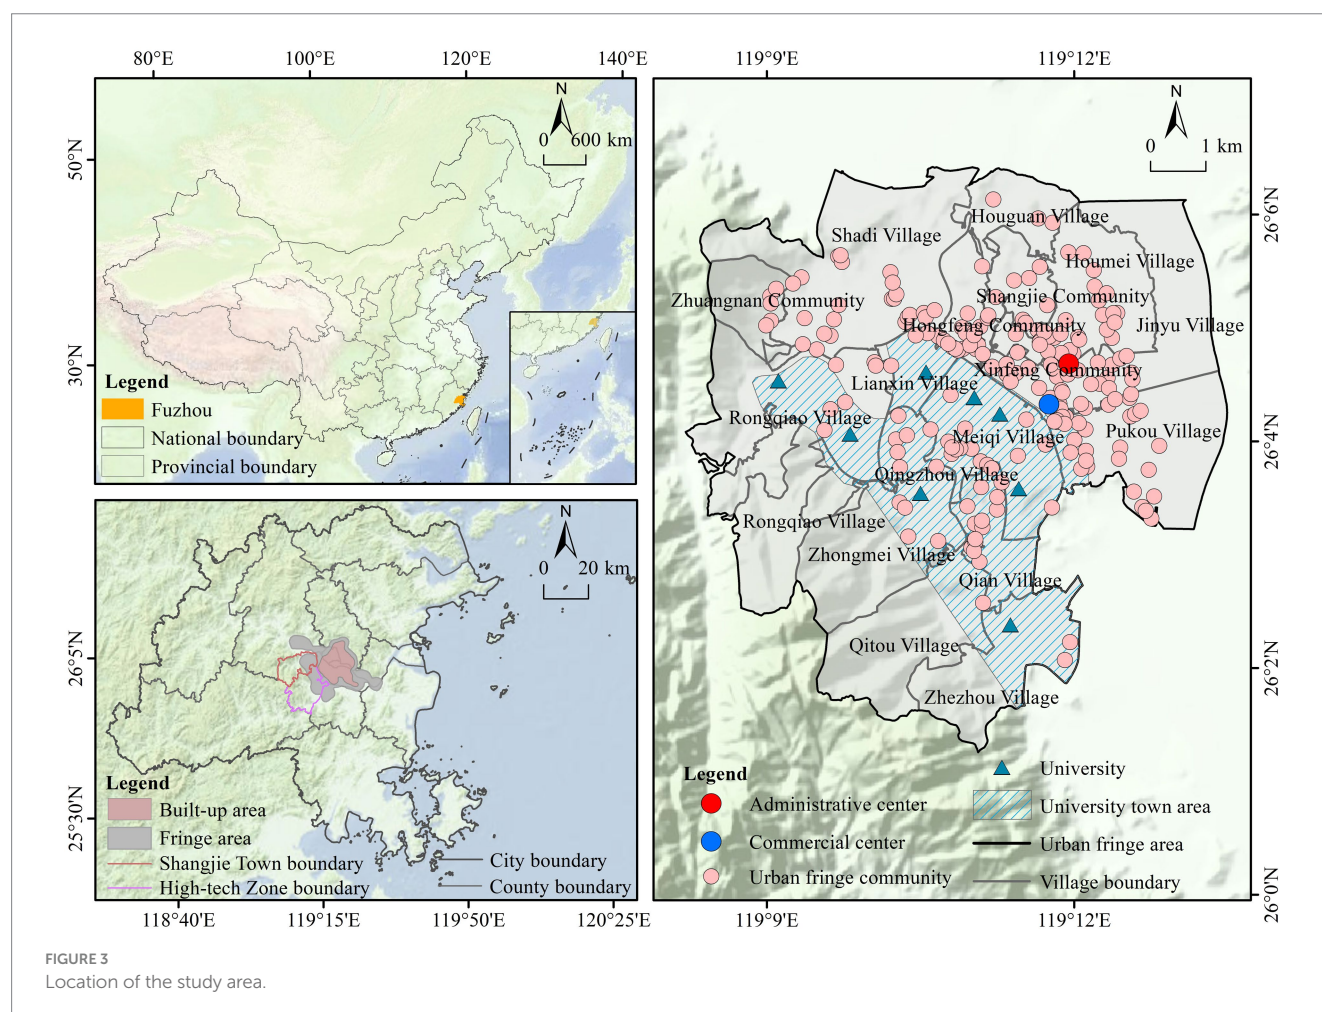 80°E 100°E 120°E 140°E
50°N
30°N
N
0 600 km
Legend
Fuzhou
National boundary
Provincial boundary
N
0 20 km
26°5'N
25°30'N
Legend
Built-up area
Fringe area
Shangjie Town boundary
High-tech Zone boundary
City boundary
County boundary
118°40'E 119°15'E 119°50'E 120°25'E
119°9'E 119°12'E
N
0 1 km
26°6'N
26°4'N
26°2'N
26°0'N
Houguan Village
Shadi Village
Houmei Village
Zhuangnan Community
Shangjie Community
Hongfeng Community
Jinyu Village
Xinfeng Community
Lianxin Village
Rongqiao Village
Meiqi Village
Pukou Village
Qingzhou Village
Rongqiao Village
Zhongmei Village
Qian Village
Qitou Village
Zhezhou Village
Legend
Administrative center
Commercial center
Urban fringe community
University
University town area
Urban fringe area
Village boundary
119°9'E 119°12'E
FIGURE 3
Location of the study area.